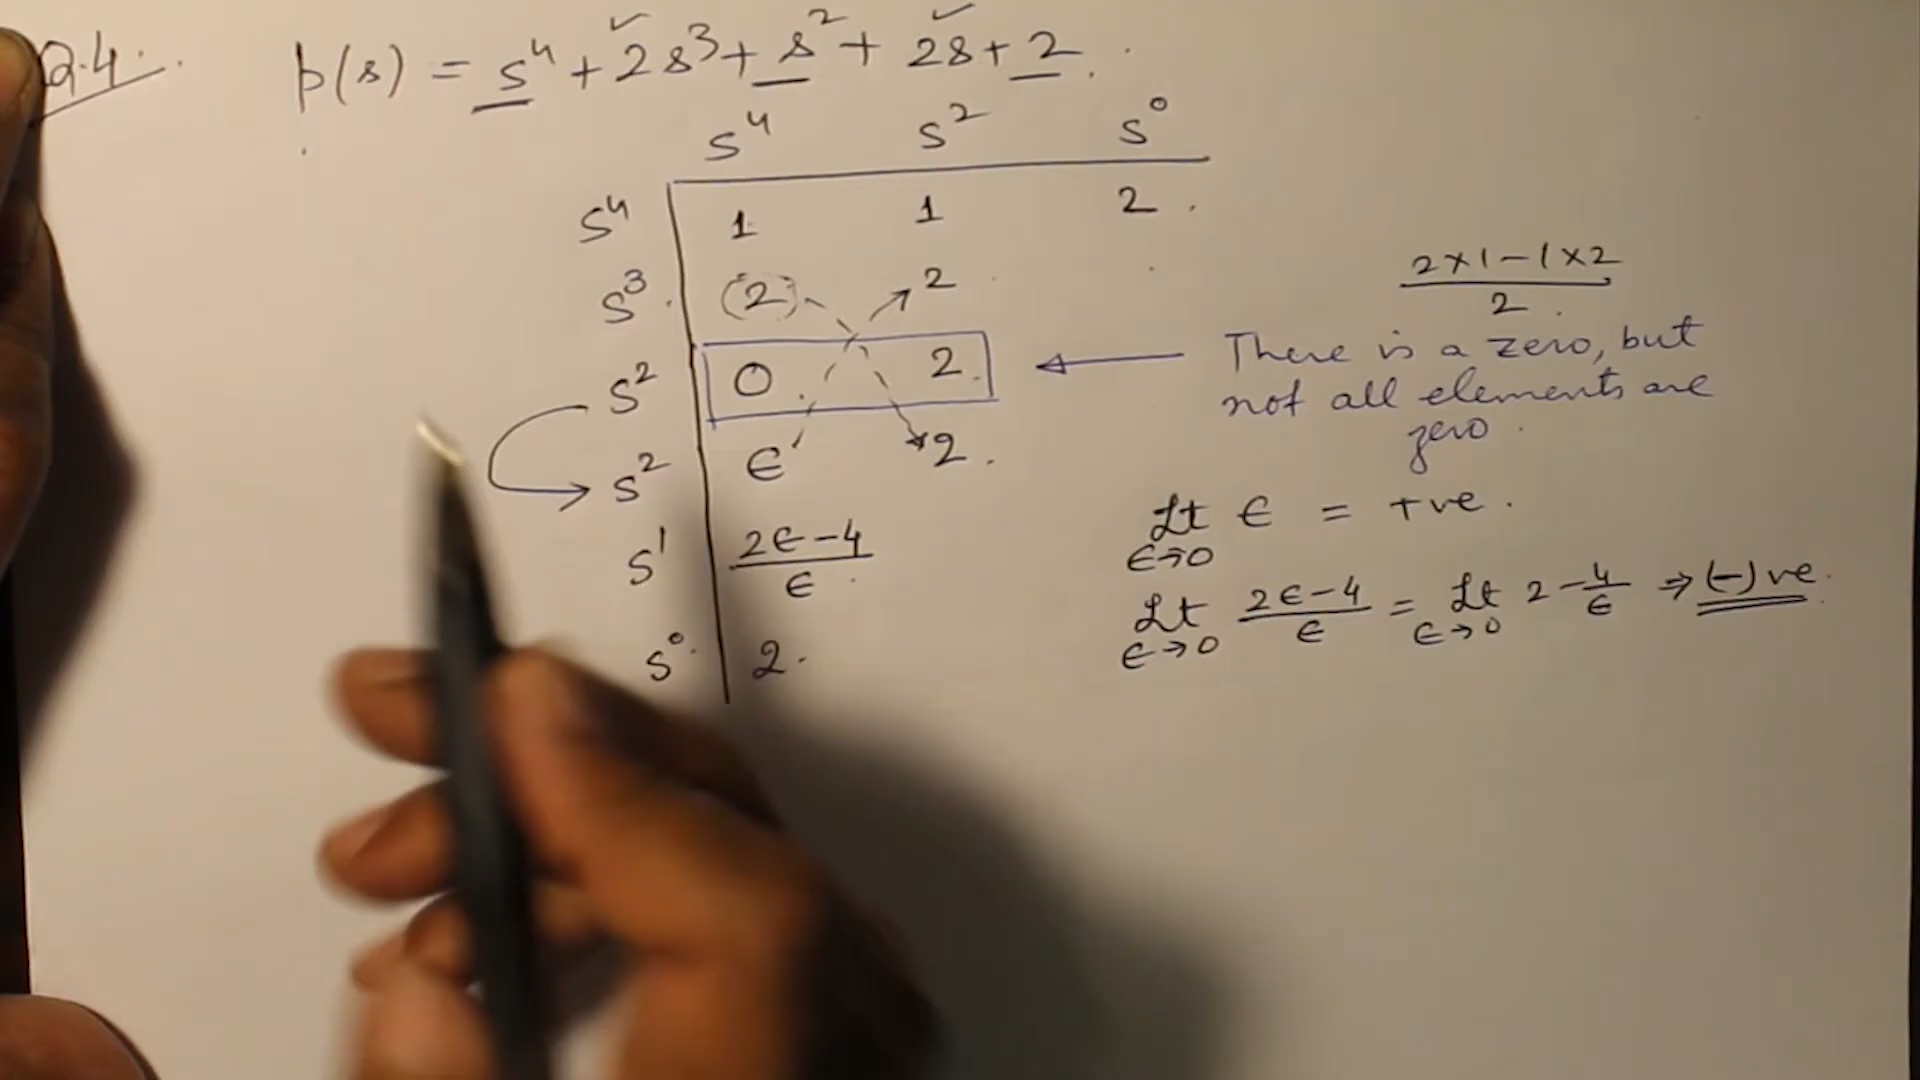 Q.4.
p(s) = s⁴ + 2s³ + s² + 2s + 2.
s⁴ s² s⁰
s⁴ 1 1 2.
s³ (2) 2
s² 0 2.
s² ϵ 2.
s¹ (2ϵ-4)/ϵ
s⁰ 2.
(2×1-1×2)/2
There is a zero, but
not all elements are
zero.
Lt ϵ→0 ϵ = +ve.
Lt ϵ→0 (2ϵ-4)/ϵ = Lt ϵ→0 2 - 4/ϵ ⇒ (-)ve.